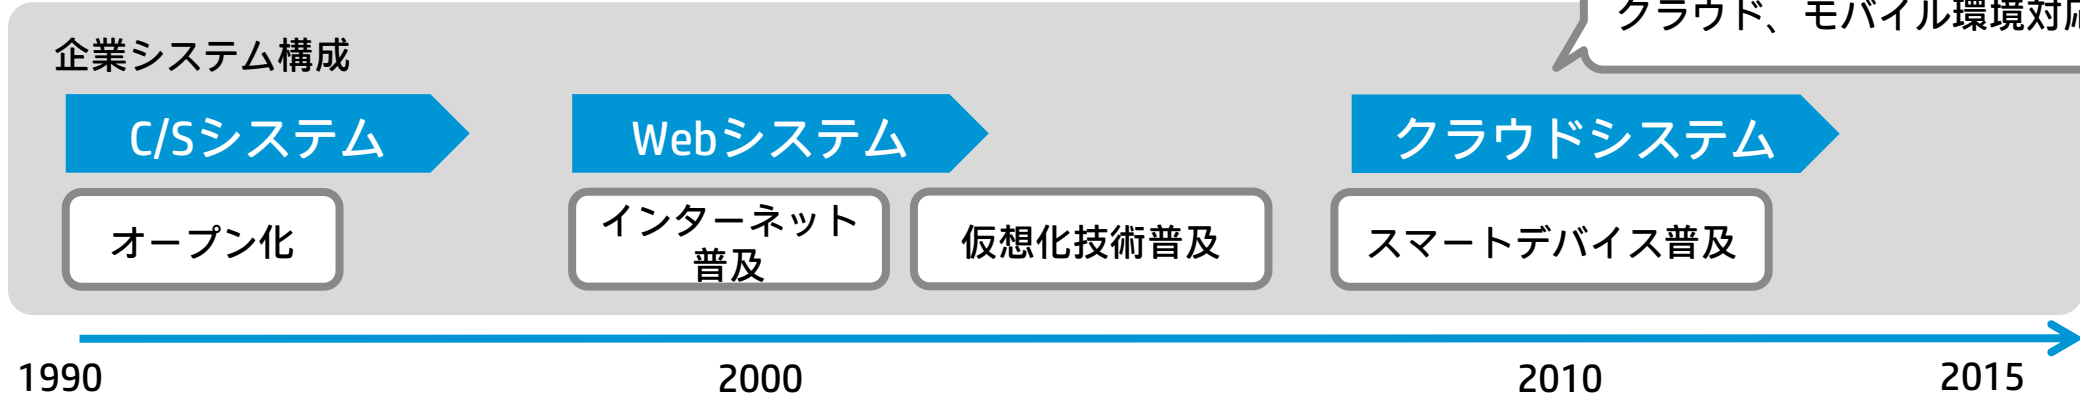 クラウド、モバイル環境対応
企業システム構成
C/Sシステム
Webシステム
クラウドシステム
オープン化
インターネット
普及
仮想化技術普及
スマートデバイス普及
1990
2000
2010
2015